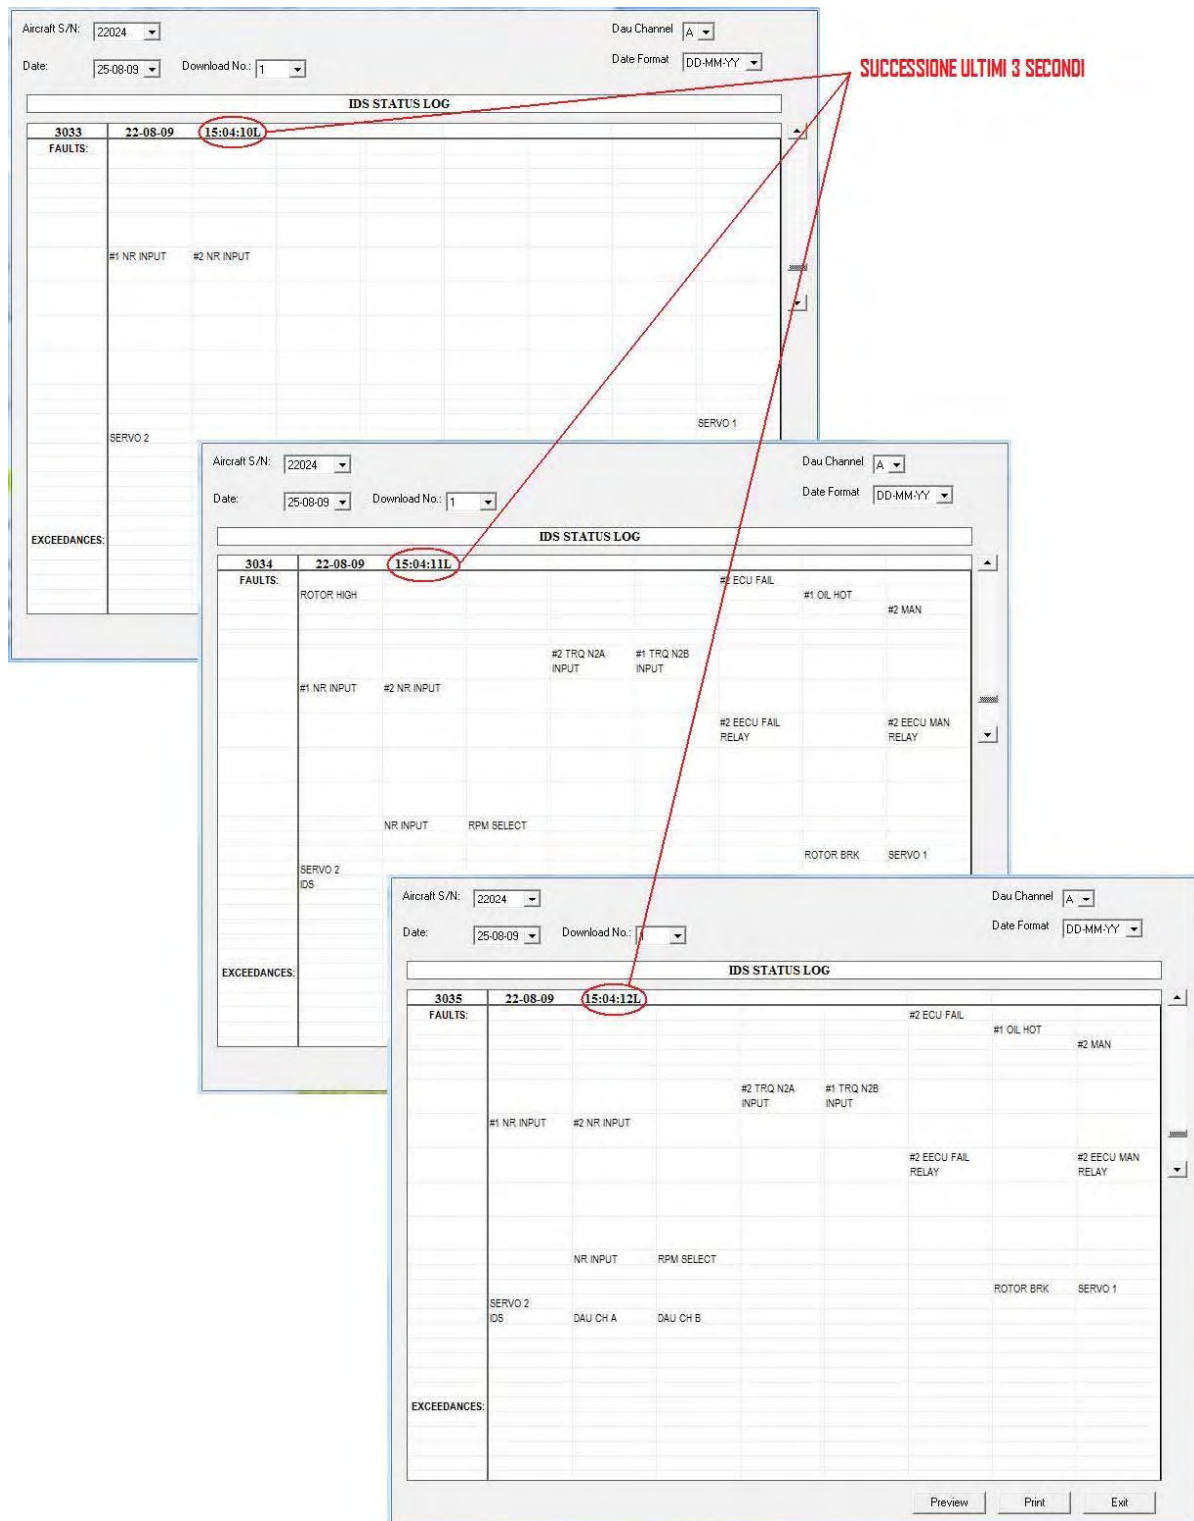 Aircraft S/N: 22024 Dau Channel A
Date: 25-08-09 Download No.: 1 Date Format DD-MM-YY
SUCCESSIONE ULTIMI 3 SECONDI
IDS STATUS LOG
3033 22-08-09 15:04:10L
FAULTS:
#1 NR INPUT #2 NR INPUT
SERVO 1
SERVO 2
EXCEEDANCES:
Aircraft S/N: 22024 Dau Channel A
Date: 25-08-09 Download No.: 1 Date Format DD-MM-YY
IDS STATUS LOG
3034 22-08-09 15:04:11L
FAULTS: #2 ECU FAIL
ROTOR HIGH #1 OIL HOT
#2 MAN
#2 TRQ N2A #1 TRQ N2B
INPUT INPUT
#1 NR INPUT #2 NR INPUT
#2 EECU FAIL #2 EECU MAN
RELAY RELAY
NR INPUT RPM SELECT
ROTOR BRK SERVO 1
SERVO 2
IDS
EXCEEDANCES:
Aircraft S/N: 22024 Dau Channel A
Date: 25-08-09 Download No.: 1 Date Format DD-MM-YY
IDS STATUS LOG
3035 22-08-09 15:04:12L
FAULTS: #2 ECU FAIL
#1 OIL HOT
#2 MAN
#2 TRQ N2A #1 TRQ N2B
INPUT INPUT
#1 NR INPUT #2 NR INPUT
#2 EECU FAIL #2 EECU MAN
RELAY RELAY
NR INPUT RPM SELECT
ROTOR BRK SERVO 1
SERVO 2
IDS DAU CH A DAU CH B
EXCEEDANCES:
Preview Print Exit